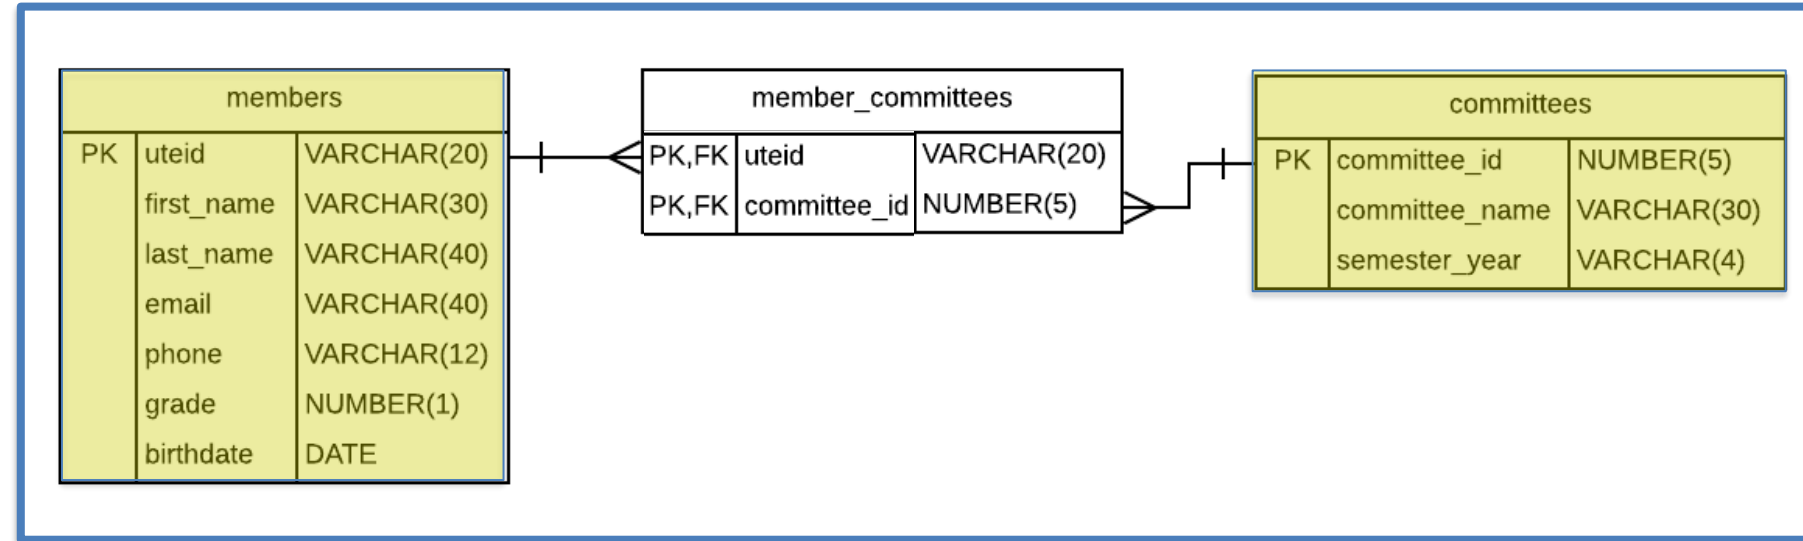 members
PK uteid VARCHAR(20)
first_name VARCHAR(30)
last_name VARCHAR(40)
email VARCHAR(40)
phone VARCHAR(12)
grade NUMBER(1)
birthdate DATE
member_committees
PK,FK uteid VARCHAR(20)
PK,FK committee_id NUMBER(5)
committees
PK committee_id NUMBER(5)
committee_name VARCHAR(30)
semester_year VARCHAR(4)